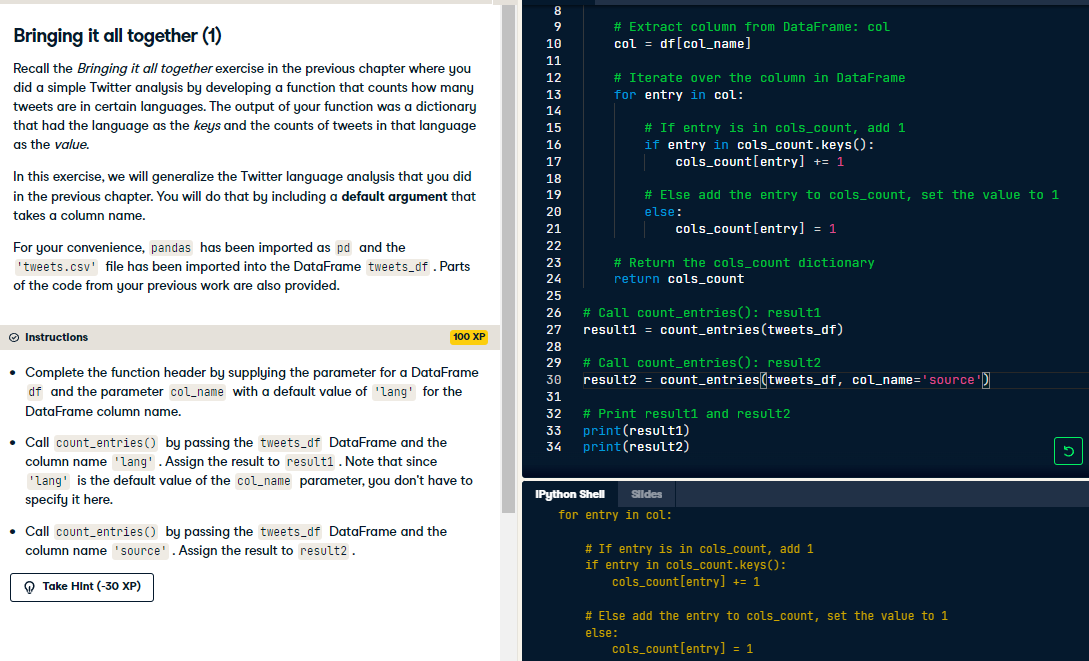 Bringing it all together (1)
Recall the Bringing it all together exercise in the previous chapter where you
did a simple Twitter analysis by developing a function that counts how many
tweets are in certain languages. The output of your function was a dictionary
that had the language as the keys and the counts of tweets in that language
as the value.
In this exercise, we will generalize the Twitter language analysis that you did
in the previous chapter. You will do that by including a default argument that
takes a column name.
For your convenience, pandas has been imported as pd and the
'tweets.csv' file has been imported into the DataFrame tweets_df . Parts
of the code from your previous work are also provided.
Instructions
100 XP
• Complete the function header by supplying the parameter for a DataFrame
df and the parameter col_name with a default value of 'lang' for the
DataFrame column name.
• Call count_entries() by passing the tweets_df DataFrame and the
column name 'lang' . Assign the result to result1 . Note that since
'lang' is the default value of the col_name parameter, you don't have to
specify it here.
• Call count_entries() by passing the tweets_df DataFrame and the
column name 'source' . Assign the result to result2 .
Take Hint (-30 XP)
8
9 # Extract column from DataFrame: col
10 col = df[col_name]
11
12 # Iterate over the column in DataFrame
13 for entry in col:
14
15 # If entry is in cols_count, add 1
16 if entry in cols_count.keys():
17 cols_count[entry] += 1
18
19 # Else add the entry to cols_count, set the value to 1
20 else:
21 cols_count[entry] = 1
22
23 # Return the cols_count dictionary
24 return cols_count
25
26 # Call count_entries(): result1
27 result1 = count_entries(tweets_df)
28
29 # Call count_entries(): result2
30 result2 = count_entries(tweets_df, col_name='source')
31
32 # Print result1 and result2
33 print(result1)
34 print(result2)
IPython Shell
Slides
for entry in col:
# If entry is in cols_count, add 1
if entry in cols_count.keys():
cols_count[entry] += 1
# Else add the entry to cols_count, set the value to 1
else:
cols_count[entry] = 1